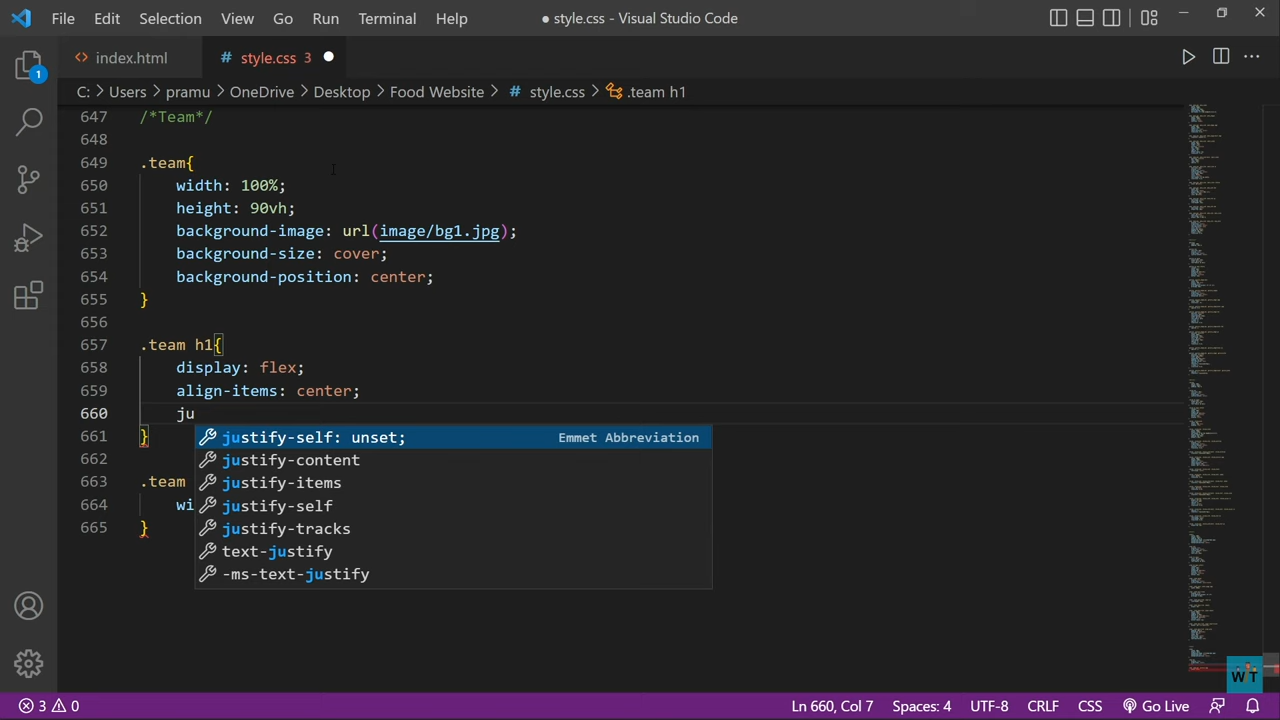 File Edit Selection View Go Run Terminal Help ● style.css - Visual Studio Code
<> index.html # style.css 3 ●
1
C: > Users > pramu > OneDrive > Desktop > Food Website > # style.css > .team h1
647 /*Team*/
648
649 .team{
650 width: 100%;
651 height: 90vh;
652 background-image: url(image/bg1.jpg);
653 background-size: cover;
654 background-position: center;
655 }
656
657 .team h1{
658 display: flex;
659 align-items: center;
660 ju
661 } justify-self: unset; Emmet Abbreviation
662 justify-content
663 .team justify-items
664 wi justify-self
665 } justify-tracks
text-justify
-ms-text-justify
WT
3 0 Ln 660, Col 7 Spaces: 4 UTF-8 CRLF CSS Go Live